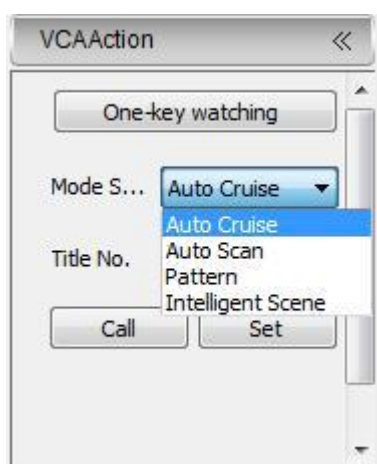 VCAAction
One-key watching
Mode S... Auto Cruise
Auto Cruise
Auto Scan
Title No.
Pattern
Intelligent Scene
Call Set